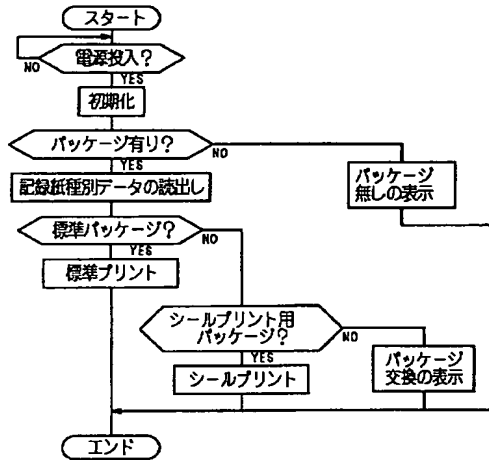 スタート
電源投入?
NO
YES
初期化
パッケージ有り?
NO
YES
記録紙種別データの読出し
パッケージ
無しの表示
標準パッケージ?
NO
YES
標準プリント
シールプリント用
パッケージ?
NO
YES
シールプリント
パッケージ
交換の表示
エンド